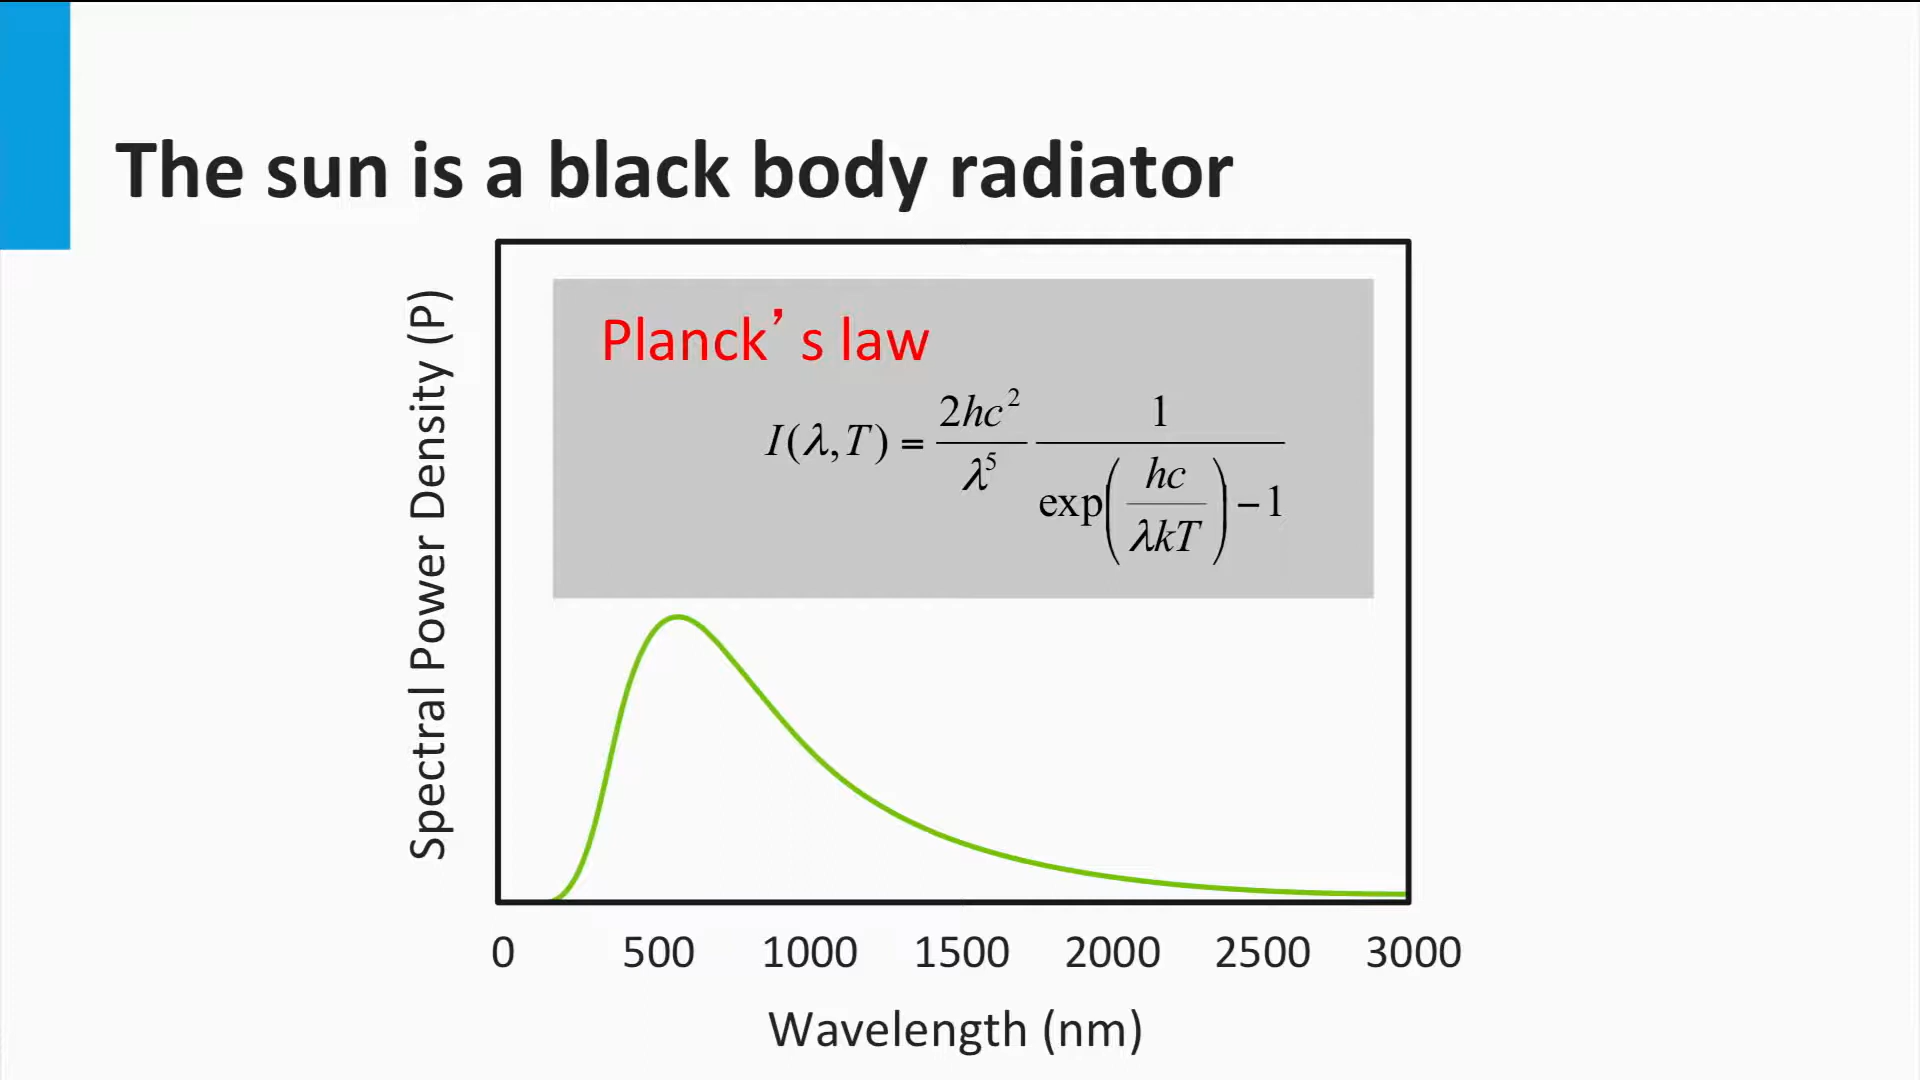 The sun is a black body radiator
Spectral Power Density (P)
Planck’s law
I(λ,T) = 2hc² / λ⁵ 1 / (exp(hc / λkT) − 1)
0 500 1000 1500 2000 2500 3000
Wavelength (nm)